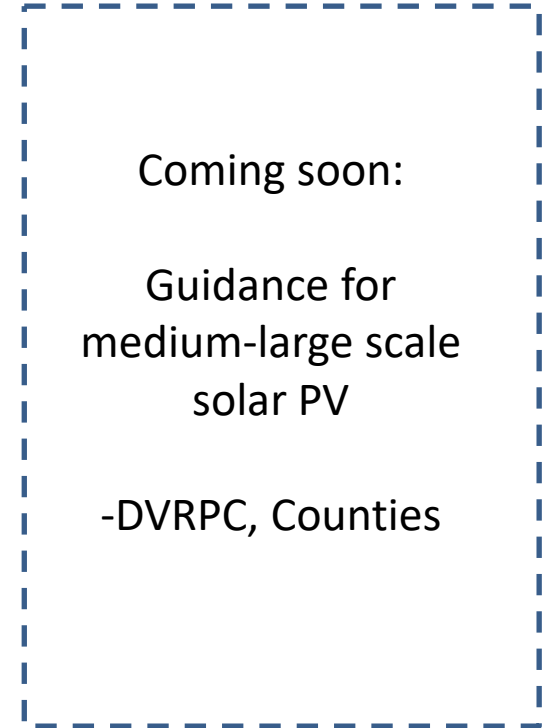 Coming soon:
Guidance for
medium-large scale
solar PV
-DVRPC, Counties